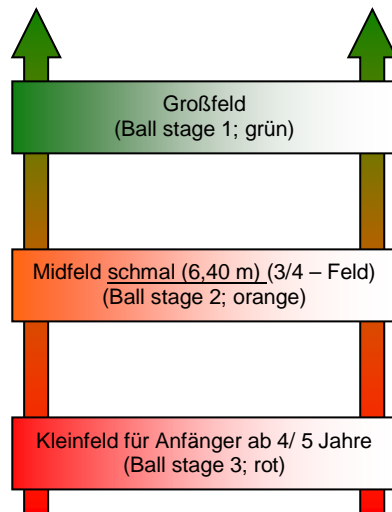 Großfeld
(Ball stage 1; grün)
Midfeld schmal (6,40 m) (3/4 – Feld)
(Ball stage 2; orange)
Kleinfeld für Anfänger ab 4/ 5 Jahre
(Ball stage 3; rot)